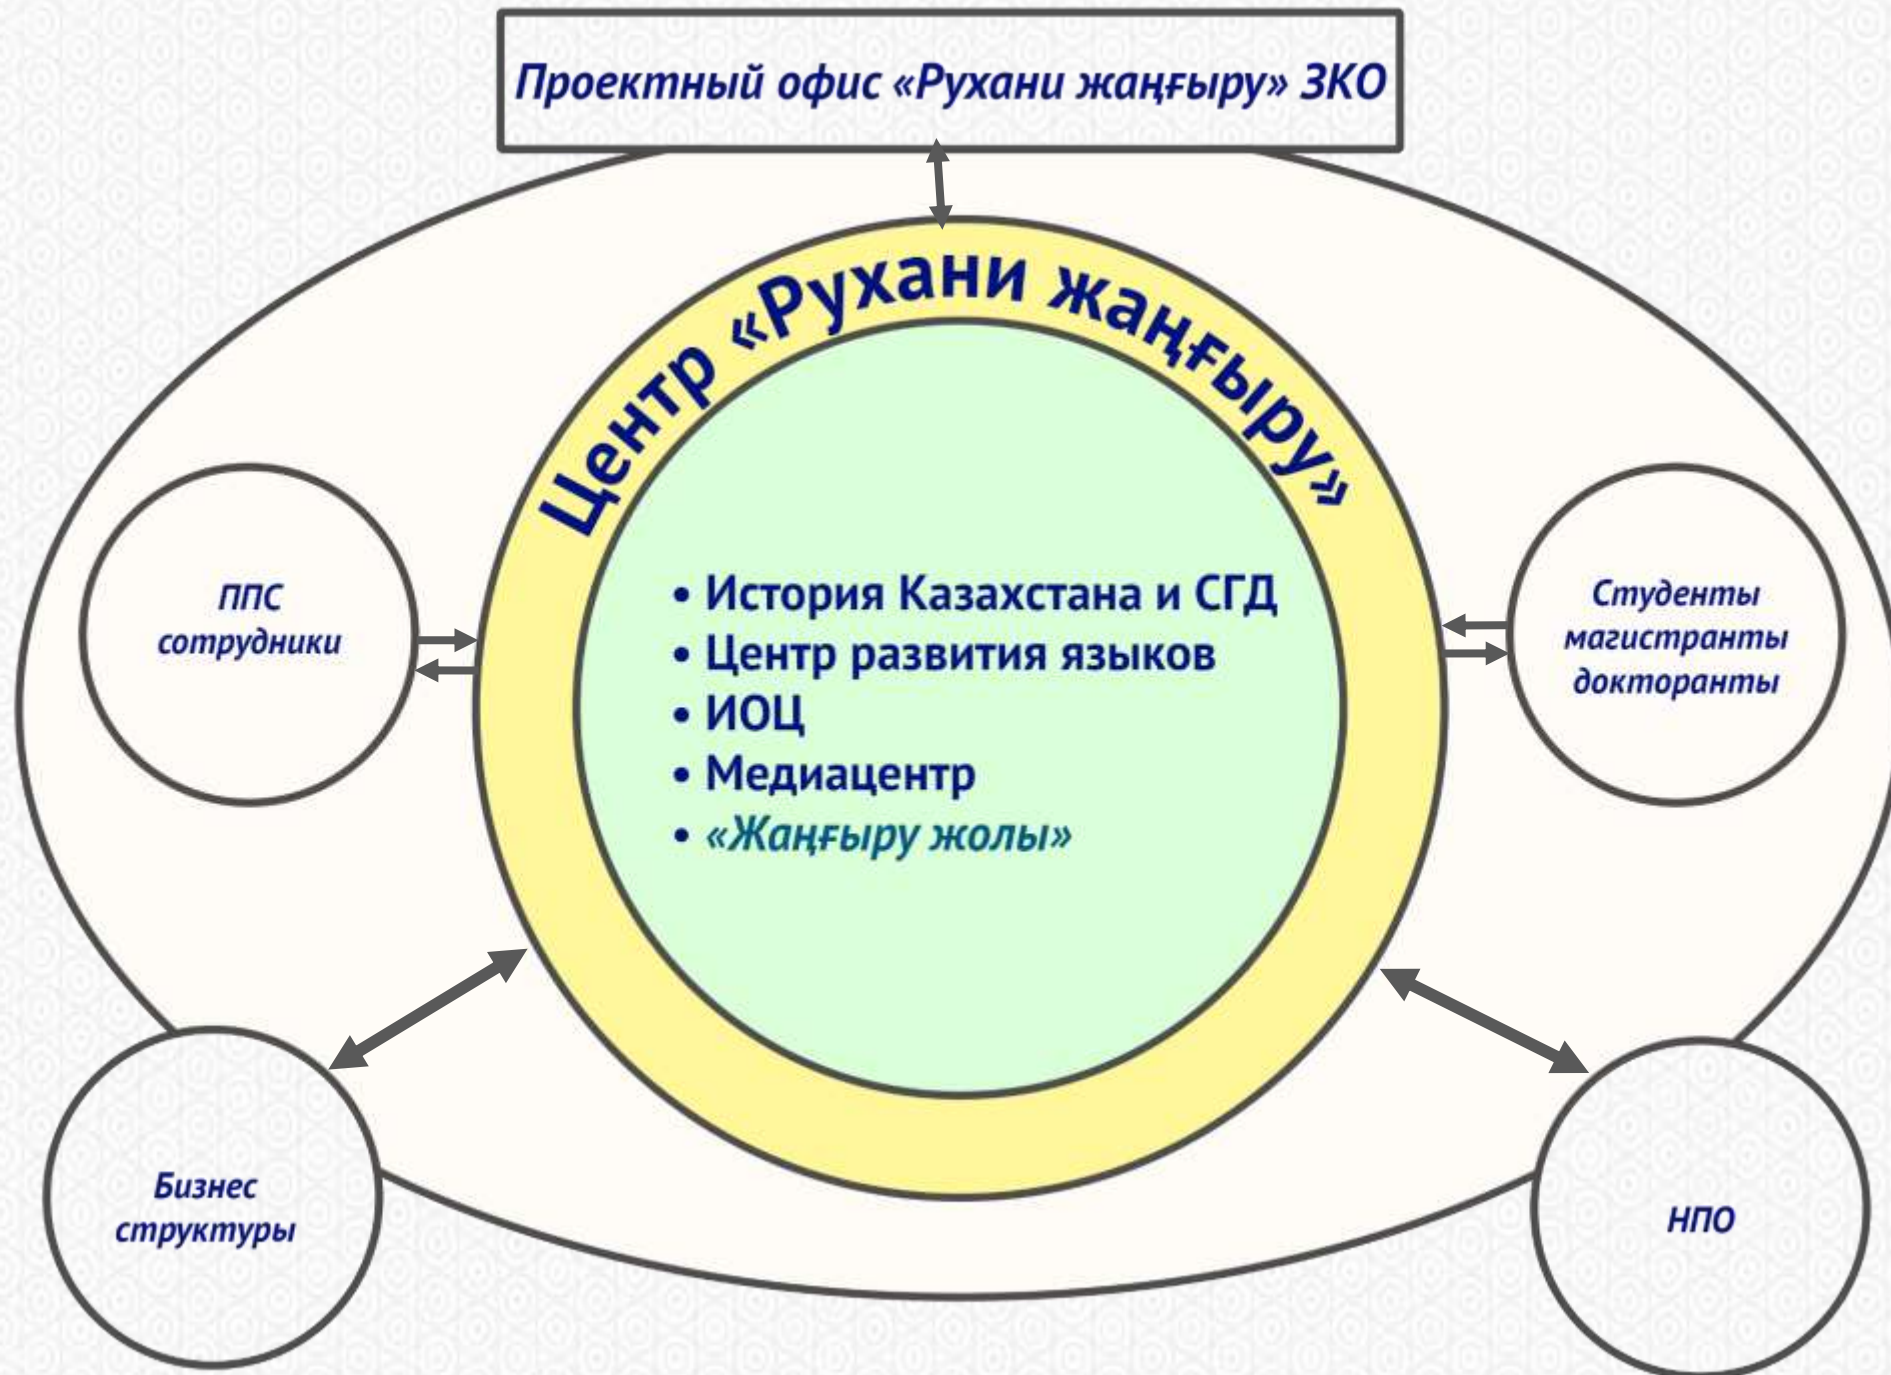 Проектный офис «Рухани жаңғыру» ЗКО
Центр «Рухани жаңғыру»
ППС
сотрудники
• История Казахстана и СГД
• Центр развития языков
• ИОЦ
• Медиацентр
• «Жаңғыру жолы»
Студенты
магистранты
докторанты
Бизнес
структуры
НПО